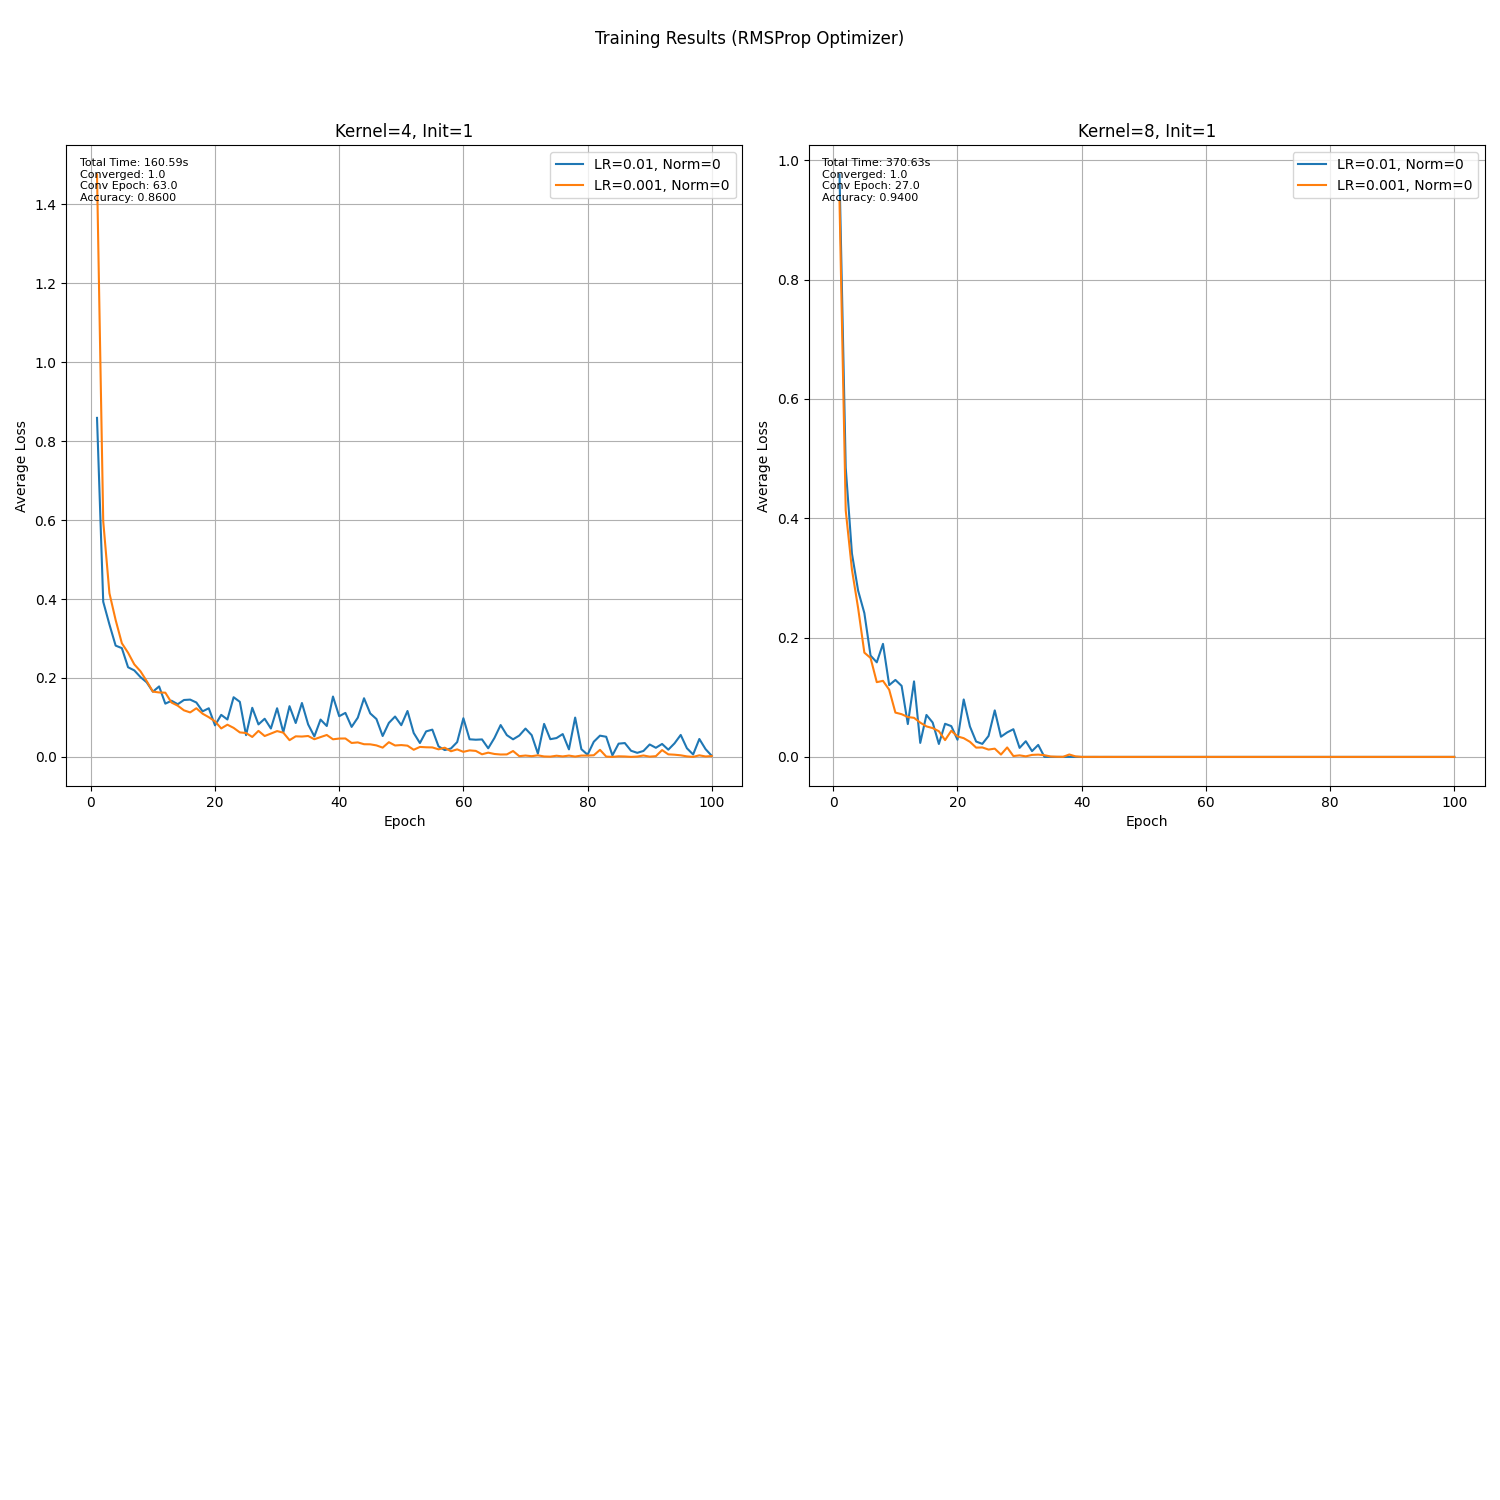 Training Results (RMSProp Optimizer)
Kernel=4, Init=1
Total Time: 160.59s
Converged: 1.0
Conv Epoch: 63.0
Accuracy: 0.8600
LR=0.01, Norm=0
LR=0.001, Norm=0
1.4
1.2
1.0
0.8
0.6
0.4
0.2
0.0
Average Loss
0 20 40 60 80 100
Epoch
Kernel=8, Init=1
Total Time: 370.63s
Converged: 1.0
Conv Epoch: 27.0
Accuracy: 0.9400
LR=0.01, Norm=0
LR=0.001, Norm=0
1.0
0.8
0.6
0.4
0.2
0.0
Average Loss
0 20 40 60 80 100
Epoch